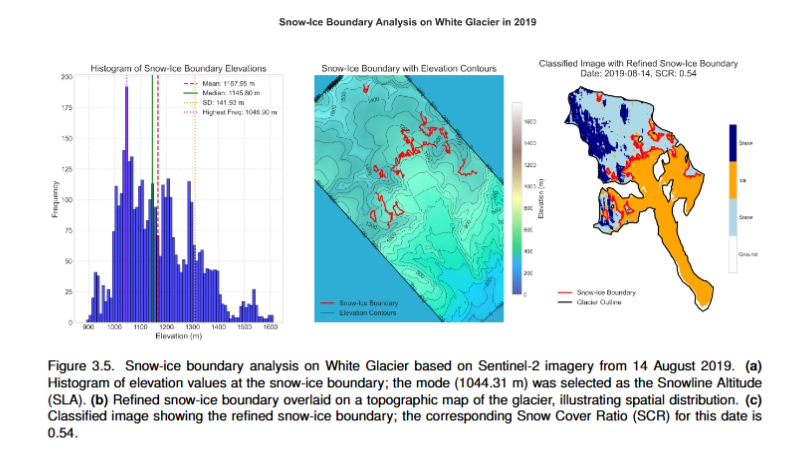 Snow-Ice Boundary Analysis on White Glacier in 2019
Histogram of Snow-Ice Boundary Elevations
200
175
150
125
100
75
50
25
0
Frequency
900
1000
1100
1200
1300
1400
1500
1600
Elevation (m)
Mean: 1167.55 m
Median: 1145.80 m
SD: 141.93 m
Highest Freq: 1046.90 m
Snow-Ice Boundary with Elevation Contours
Snow-Ice Boundary
Elevation Contours
1600
1400
1200
1000
800
600
400
200
0
Elevation (m)
Classified Image with Refined Snow-Ice Boundary
Date: 2019-08-14, SCR: 0.54
Snow
Ice
Snow
Ground
Snow-Ice Boundary
Glacier Outline
Figure 3.5. Snow-ice boundary analysis on White Glacier based on Sentinel-2 imagery from 14 August 2019. (a)
Histogram of elevation values at the snow-ice boundary; the mode (1044.31 m) was selected as the Snowline Altitude
(SLA). (b) Refined snow-ice boundary overlaid on a topographic map of the glacier, illustrating spatial distribution. (c)
Classified image showing the refined snow-ice boundary; the corresponding Snow Cover Ratio (SCR) for this date is
0.54.